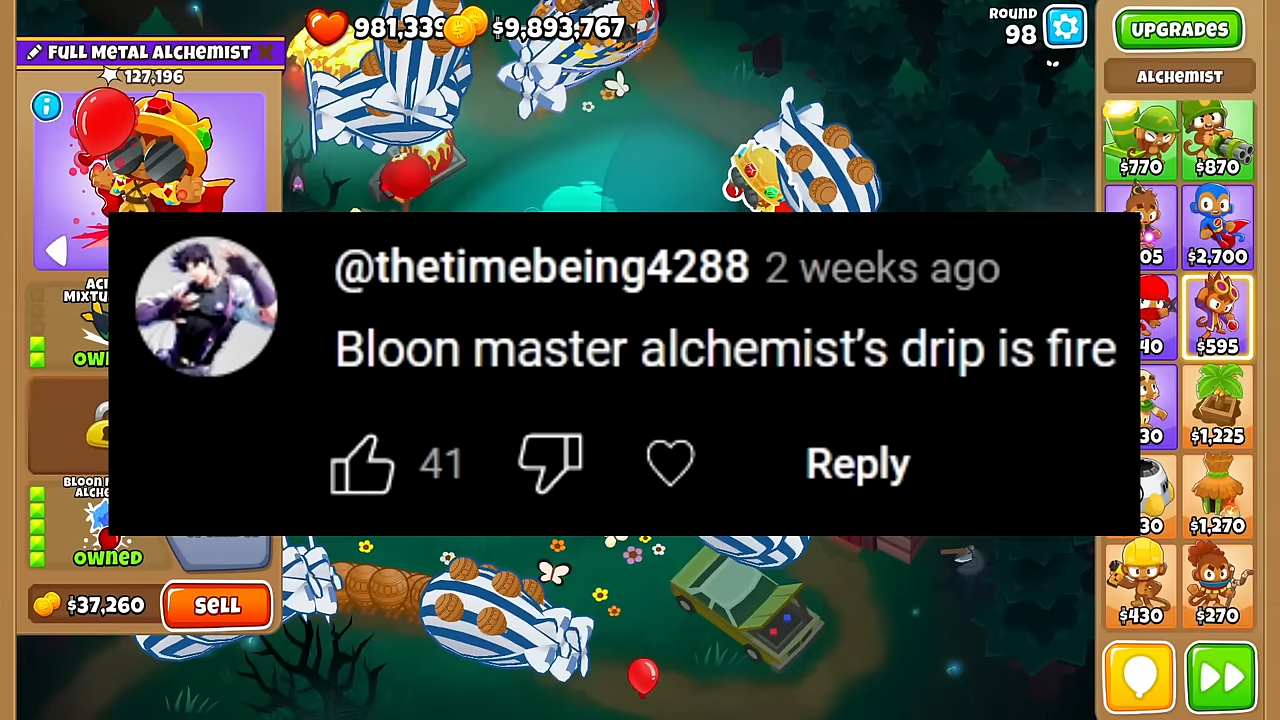 981,339
$9,893,767
ROUND
98
UPGRADES
FULL METAL ALCHEMIST
127,196
ALCHEMIST
$770
$870
$2,700
$595
$1,225
$1,270
$430
$270
@thetimebeing4288 2 weeks ago
Bloon master alchemist's drip is fire
41
Reply
OWNED
$37,260
SELL